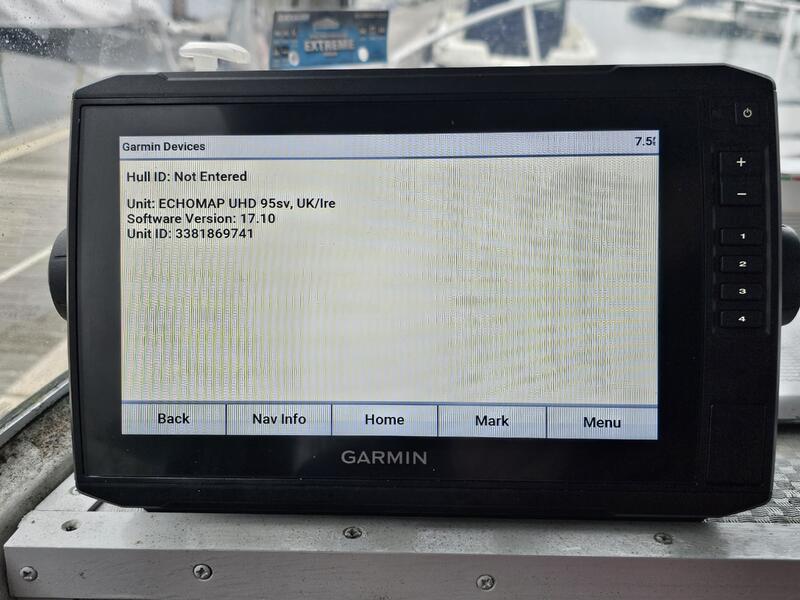 EXTREME
Garmin Devices
7.5
Hull ID: Not Entered
Unit: ECHOMAP UHD 95sv, UK/Ire
Software Version: 17.10
Unit ID: 3381869741
+
-
1
2
3
4
Back
Nav Info
Home
Mark
Menu
GARMIN